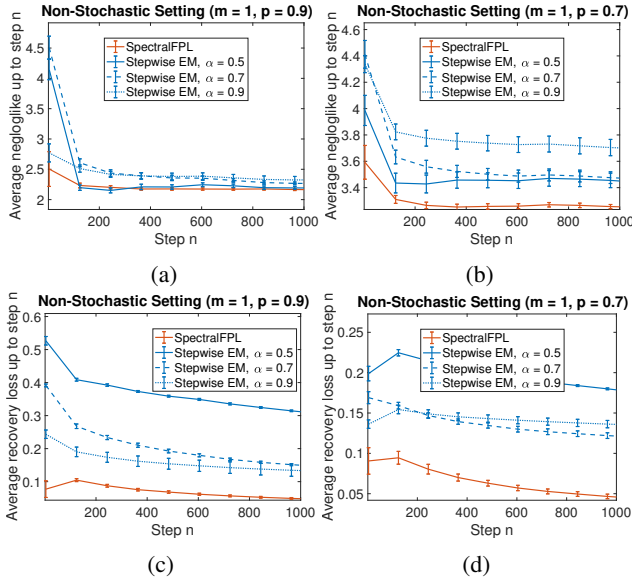 Non-Stochastic Setting (m = 1, p = 0.9)
Average negloglike up to step n
4.5
4
3.5
3
2.5
2
SpectralFPL
Stepwise EM, α = 0.5
Stepwise EM, α = 0.7
Stepwise EM, α = 0.9
200 400 600 800 1000
Step n
(a)
Non-Stochastic Setting (m = 1, p = 0.7)
Average negloglike up to step n
4.6
4.4
4.2
4
3.8
3.6
3.4
SpectralFPL
Stepwise EM, α = 0.5
Stepwise EM, α = 0.7
Stepwise EM, α = 0.9
200 400 600 800 1000
Step n
(b)
Non-Stochastic Setting (m = 1, p = 0.9)
Average recovery loss up to step n
0.6
0.5
0.4
0.3
0.2
0.1
SpectralFPL
Stepwise EM, α = 0.5
Stepwise EM, α = 0.7
Stepwise EM, α = 0.9
200 400 600 800 1000
Step n
(c)
Non-Stochastic Setting (m = 1, p = 0.7)
Average recovery loss up to step n
0.25
0.2
0.15
0.1
0.05
SpectralFPL
Stepwise EM, α = 0.5
Stepwise EM, α = 0.7
Stepwise EM, α = 0.9
200 400 600 800 1000
Step n
(d)